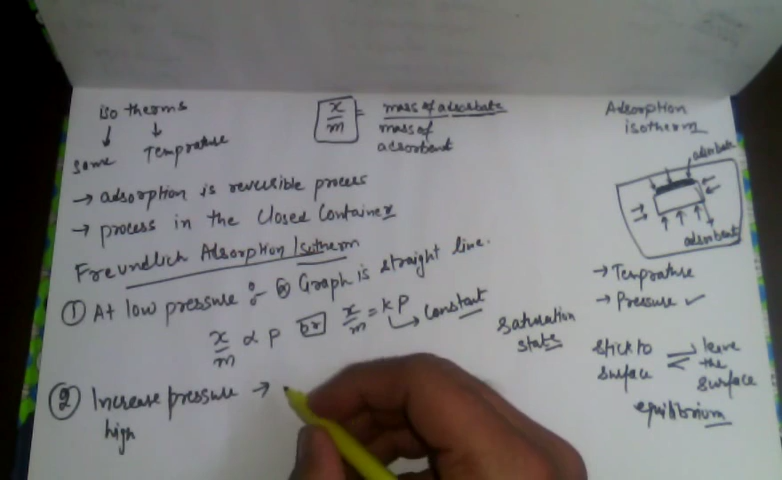 iso therms
↓ ↓
same Temprature
x/m = mass of adsorbate / mass of adsorbent
Adsorption
isotherm
adsorbate
adsorbent
→ adsorption is reversible process
→ process in the Closed Container
Freundlich Adsorption Isotherm
① At low pressure : Graph is straight line.
x/m ∝ P or x/m = KP
↳ Constant
② Increase pressure →
high
→ Temprature
→ Pressure ✓
Saturation
state
stick to ⇌ leave
surface the
surface
equilibrium